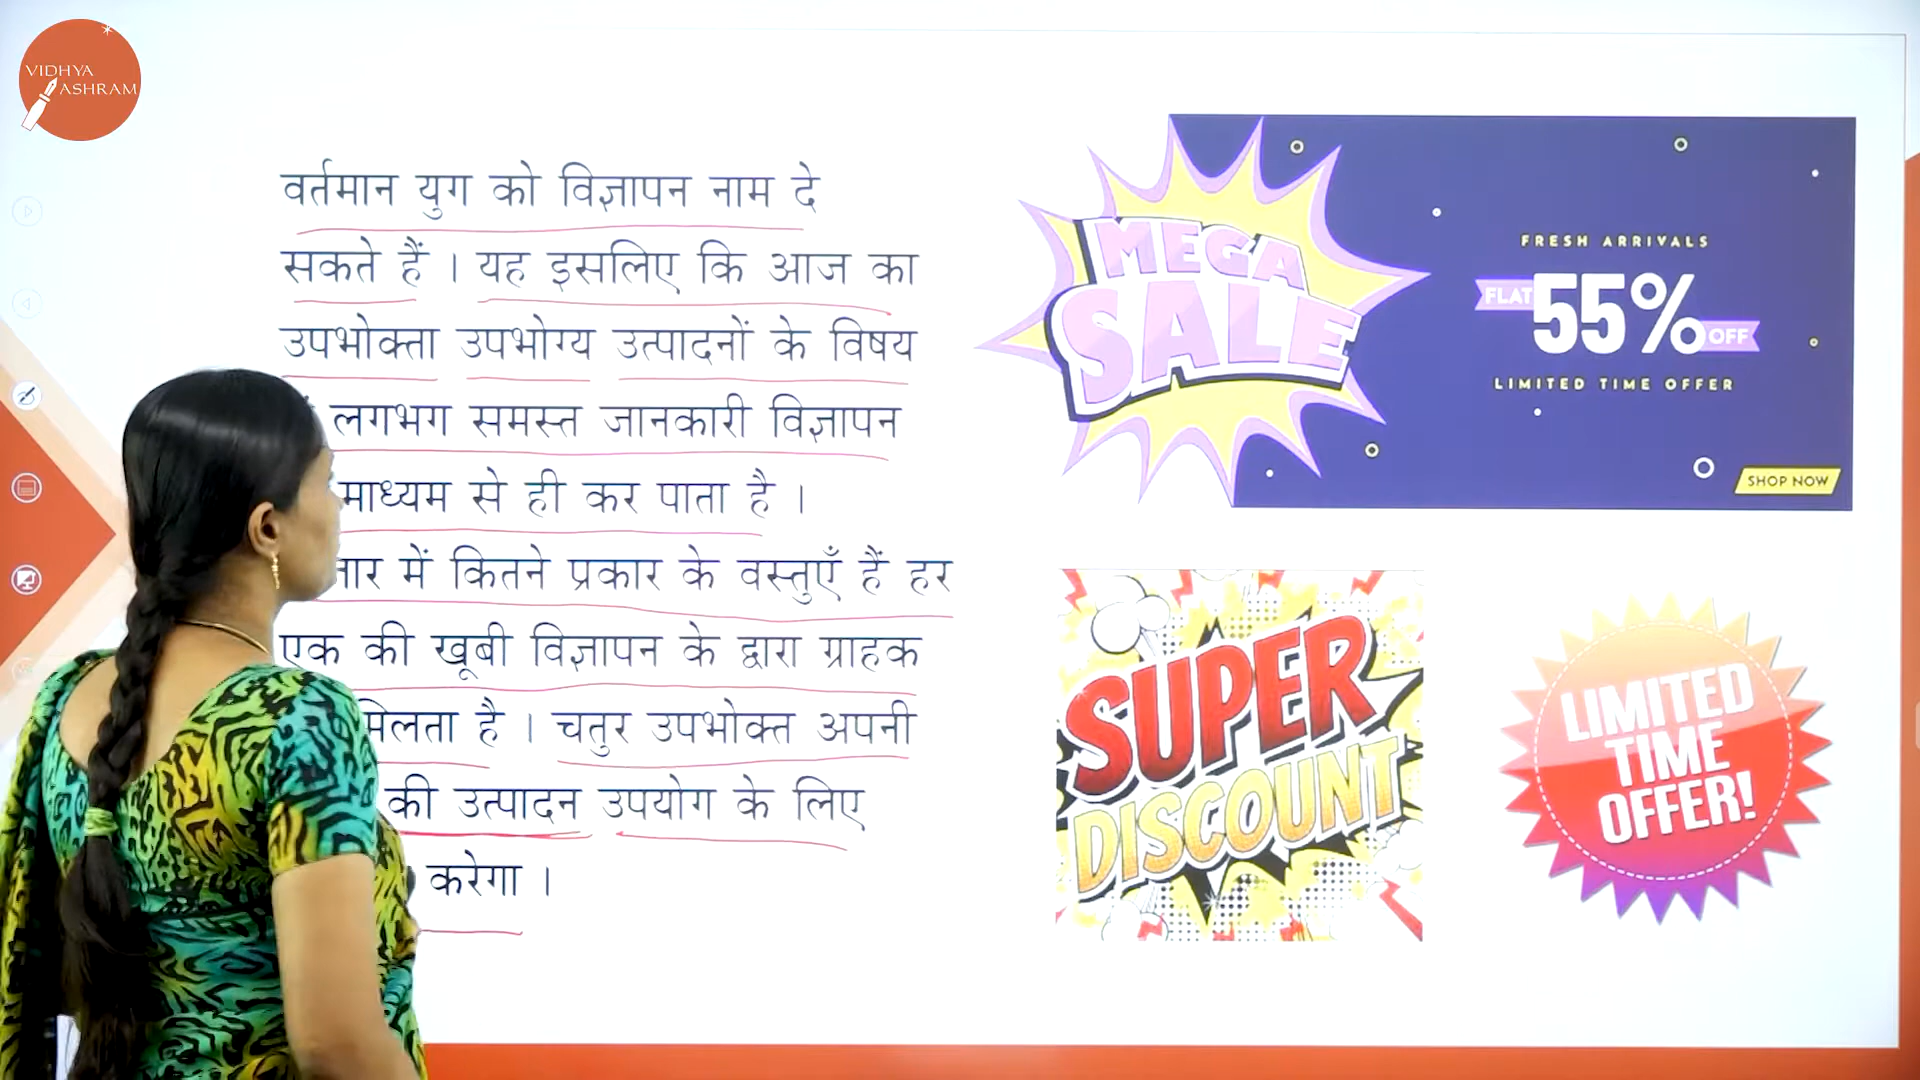 VIDHYA
ASHRAM
वर्तमान युग को विज्ञापन नाम दे
सकते हैं । यह इसलिए कि आज का
उपभोक्ता उपभोग्य उत्पादनों के विषय
लगभग समस्त जानकारी विज्ञापन
माध्यम से ही कर पाता है ।
में कितने प्रकार के वस्तुएँ हैं हर
एक की खूबी विज्ञापन के द्वारा ग्राहक
मिलता है । चतुर उपभोक्त अपनी
की उत्पादन उपयोग के लिए
करेगा ।
MEGA
SALE
FRESH ARRIVALS
FLAT 55% OFF
LIMITED TIME OFFER
SHOP NOW
SUPER
DISCOUNT
LIMITED
TIME
OFFER!